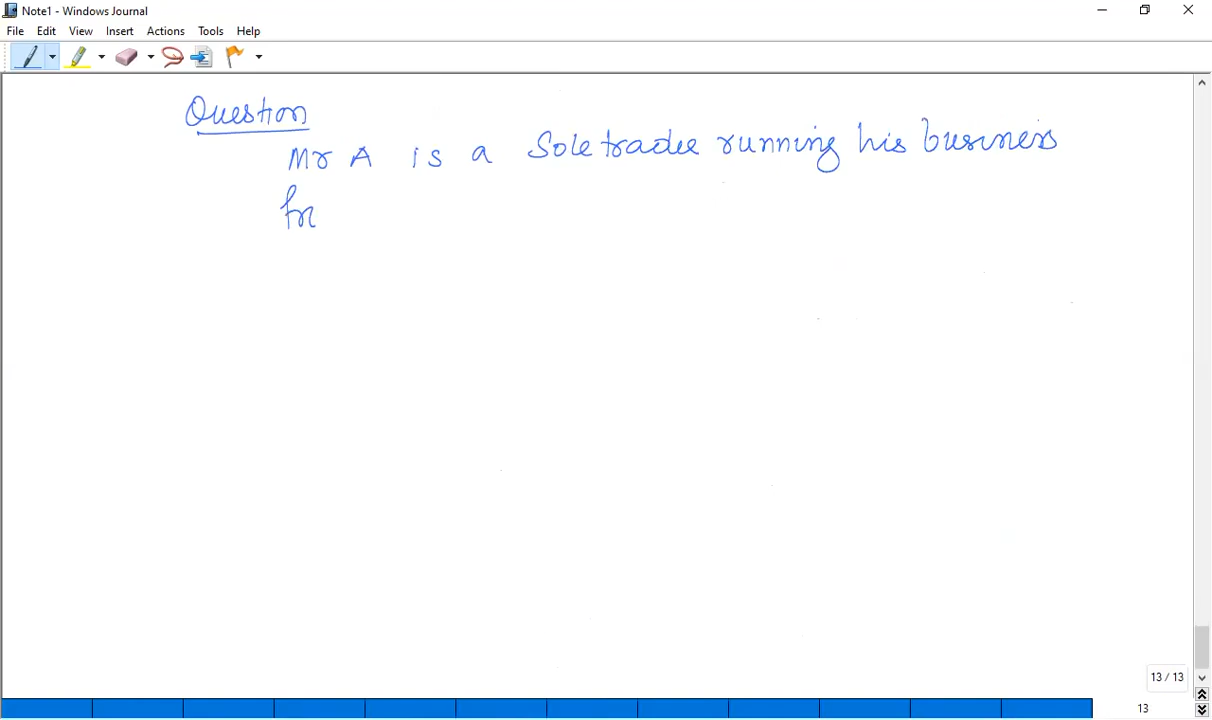 Note1 - Windows Journal
File Edit View Insert Actions Tools Help
Question
Mr A is a Sole trader running his business
fr
13 / 13
13